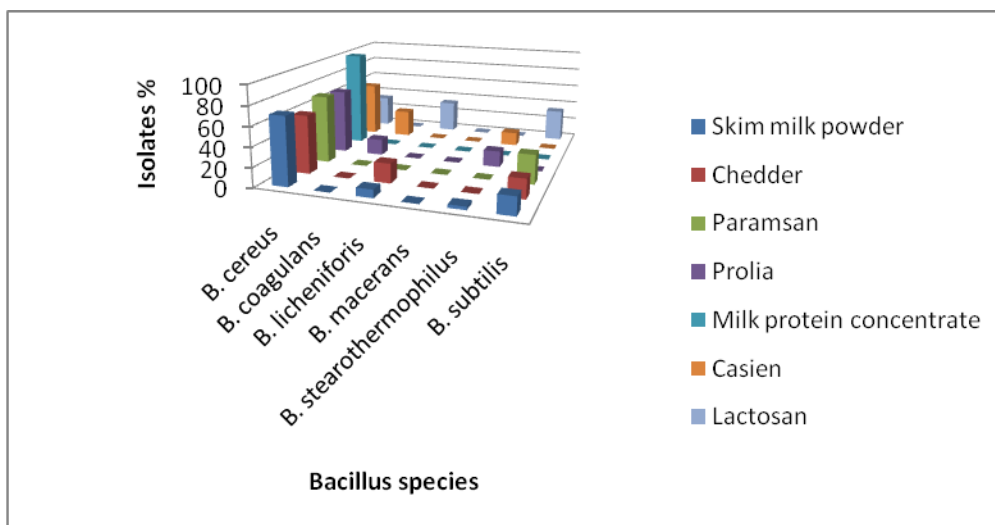 Isolates %
100
80
60
40
20
0
B. cereus
B. coagulans
B. licheniforis
B. macerans
B. stearothermophilus
B. subtilis
Bacillus species
Skim milk powder
Chedder
Paramsan
Prolia
Milk protein concentrate
Casien
Lactosan